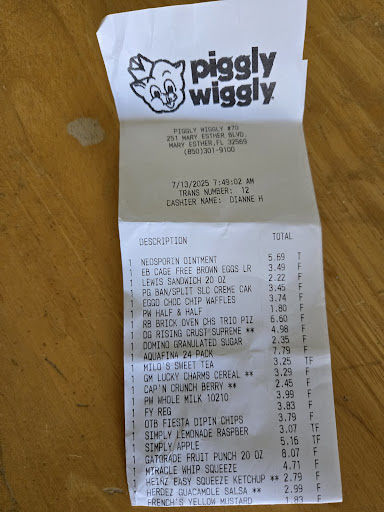 piggly
wiggly
PIGGLY WIGGLY #70
251 MARY ESTHER BLVD,
MARY ESTHER,FL 32569
(850)301-9100
7/13/2025 7:49:02 AM
TRANS NUMBER: 12
CASHIER NAME: DIANNE H
DESCRIPTION TOTAL
1 NEOSPORIN OINTMENT 5.69 T
1 EB CAGE FREE BROWN EGGS LR 3.49 F
1 LEWIS SANDWICH 20 OZ 2.22 F
1 PG BAN/SPLIT SLC CREME CAK 3.45 F
1 EGGO CHOC CHIP WAFFLES 3.74 F
1 PW HALF & HALF 1.80 F
1 RB BRICK OVEN CHS TRIO PIZ 6.60 F
1 DG RISING CRUST SUPREME ** 4.98 F
1 DOMINO GRANULATED SUGAR 2.35 F
1 AQUAFINA 24 PACK 7.79 F
1 MILO'S SWEET TEA 3.25 TF
1 GM LUCKY CHARMS CEREAL ** 3.29 F
1 CAP'N CRUNCH BERRY ** 2.45 F
1 PW WHOLE MILK 10210 3.99 F
1 FY REG 3.83 F
1 OTB FIESTA DIPIN CHIPS 3.79 F
1 SIMPLY LEMONADE RASPBER 3.07 TF
1 SIMPLY APPLE 5.16 TF
1 GATORADE FRUIT PUNCH 20 OZ 8.07 F
1 MIRACLE WHIP SQUEEZE 4.71 F
1 HEINZ EASY SQUEEZE KETCHUP ** 2.79 F
1 HERDEZ GUACAMOLE SALSA ** 2.99 F
FRENCH'S YELLOW MUSTARD 1.83 F